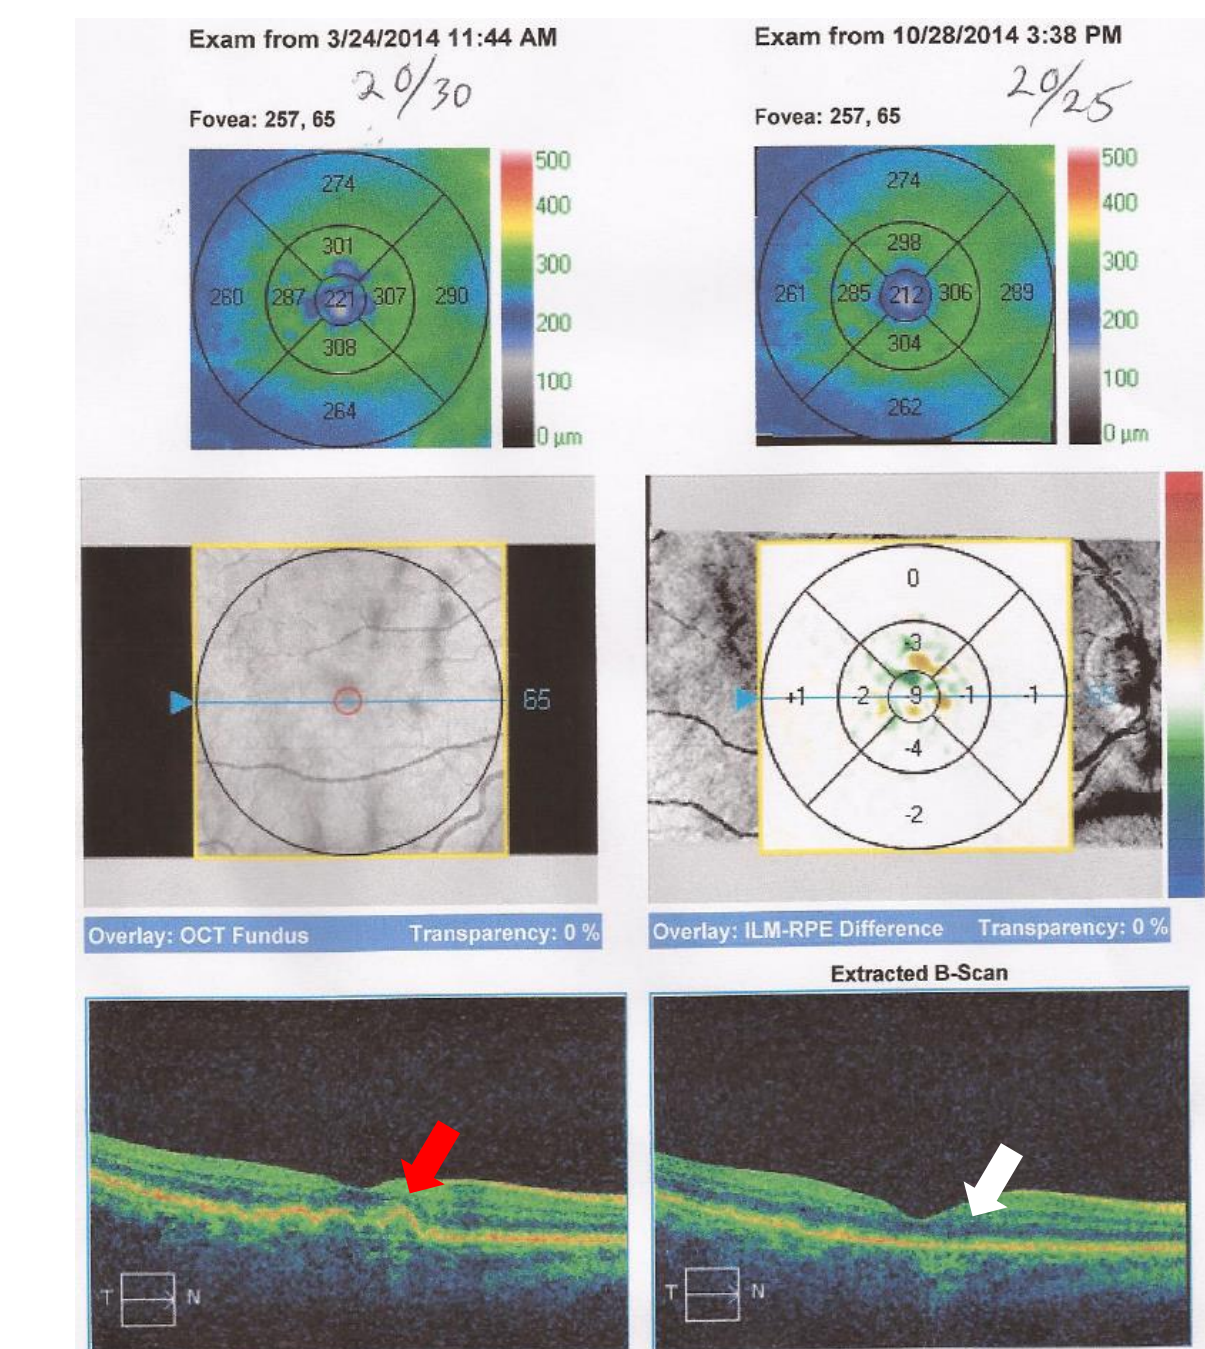 Exam from 3/24/2014 11:44 AM
20/30
Fovea: 257, 65
274
301
260 287 221 307 290
308
264
500
400
300
200
100
0 µm
Exam from 10/28/2014 3:38 PM
20/25
Fovea: 257, 65
274
298
261 285 212 306 289
304
262
500
400
300
200
100
0 µm
65
0
-3
+1 -2 -9 -1 -1
-4
-2
Overlay: OCT Fundus Transparency: 0 %
Overlay: ILM-RPE Difference Transparency: 0 %
Extracted B-Scan
T N
T N